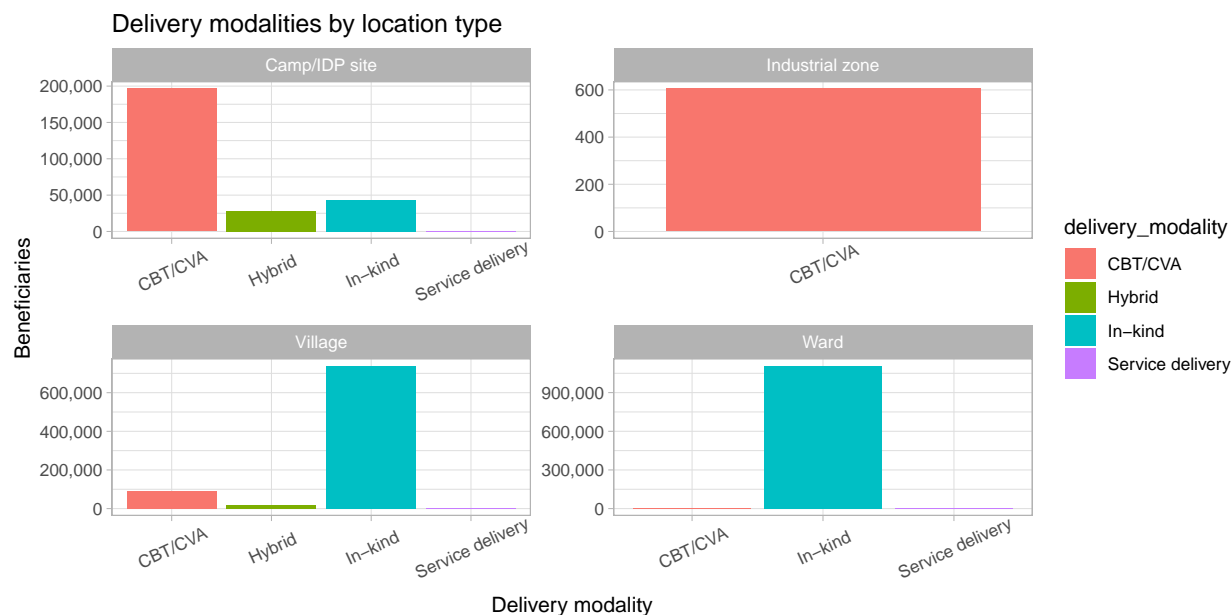 Delivery modalities by location type
Camp/IDP site
200,000
150,000
100,000
50,000
0
CBT/CVA
Hybrid
In−kind
Service delivery
Industrial zone
600
400
200
0
CBT/CVA
Village
600,000
400,000
200,000
0
CBT/CVA
Hybrid
In−kind
Service delivery
Ward
900,000
600,000
300,000
0
CBT/CVA
In−kind
Service delivery
Beneficiaries
Delivery modality
delivery_modality
CBT/CVA
Hybrid
In−kind
Service delivery